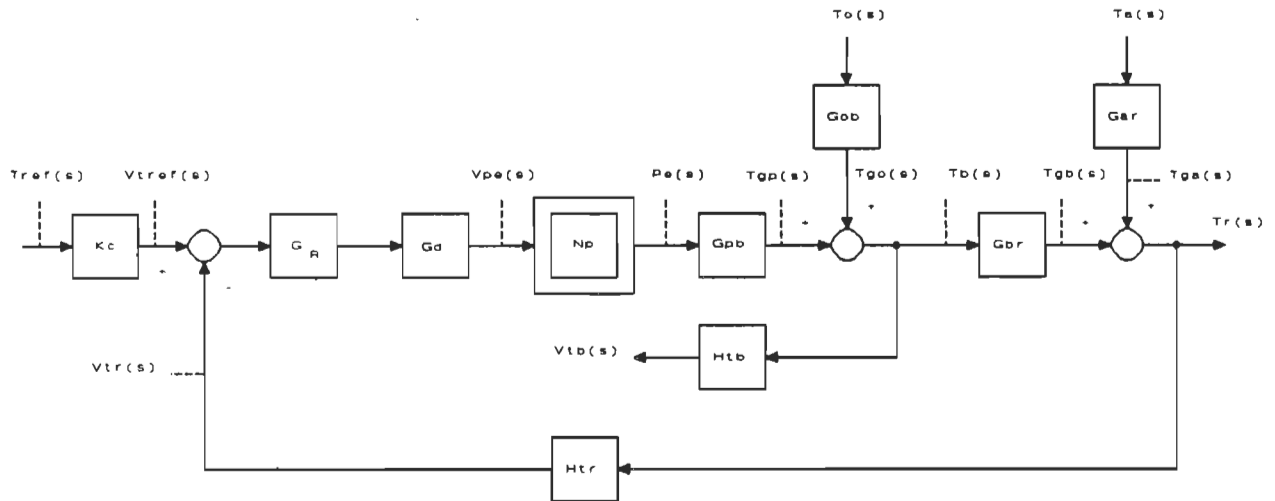 To(s)
Ta(s)
Gob
Gar
Tref(s)
Vtref(s)
Vpe(s)
Pe(s)
Tgp(s)
Tgo(s)
Tb(s)
Tgb(s)
Tga(s)
+
+
+
+
Tr(s)
Kc
G R
Gd
Np
Gpb
Gbr
+
-
Vtb(s)
Htb
Vtr(s)
Htr